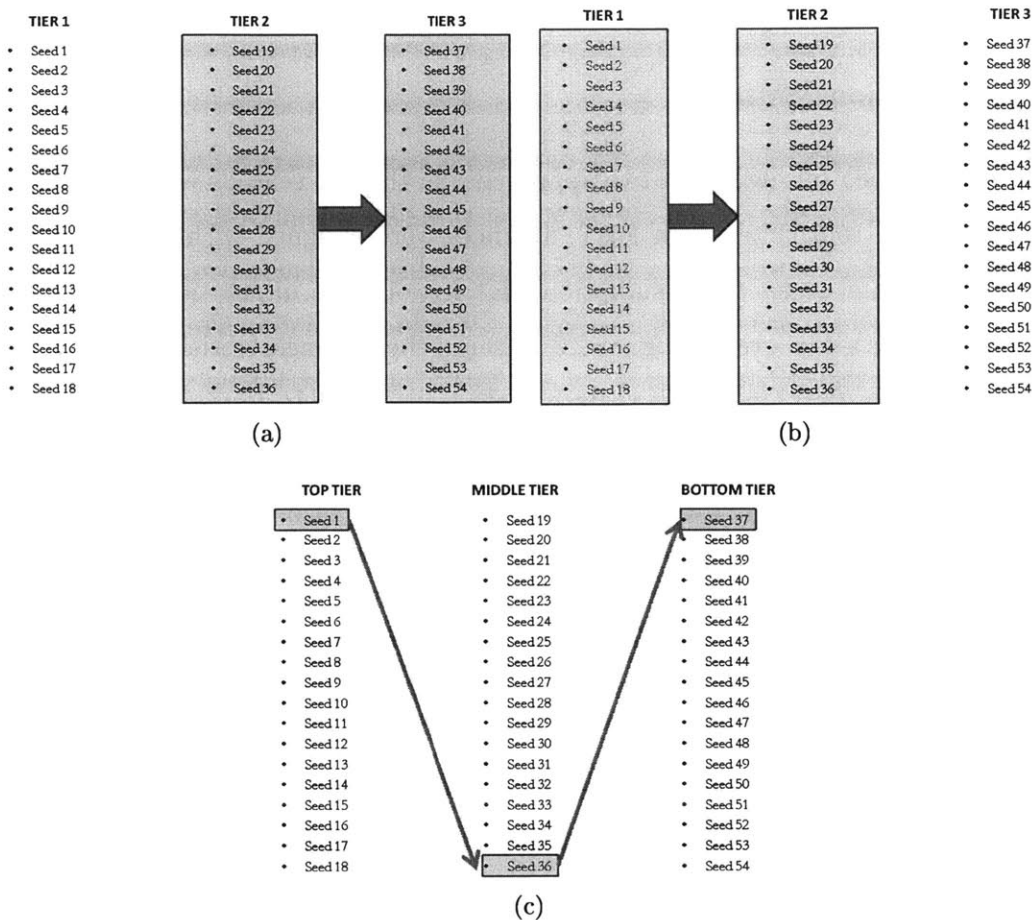 TIER 1
• Seed 1
• Seed 2
• Seed 3
• Seed 4
• Seed 5
• Seed 6
• Seed 7
• Seed 8
• Seed 9
• Seed 10
• Seed 11
• Seed 12
• Seed 13
• Seed 14
• Seed 15
• Seed 16
• Seed 17
• Seed 18
TIER 2
• Seed 19
• Seed 20
• Seed 21
• Seed 22
• Seed 23
• Seed 24
• Seed 25
• Seed 26
• Seed 27
• Seed 28
• Seed 29
• Seed 30
• Seed 31
• Seed 32
• Seed 33
• Seed 34
• Seed 35
• Seed 36
TIER 3
• Seed 37
• Seed 38
• Seed 39
• Seed 40
• Seed 41
• Seed 42
• Seed 43
• Seed 44
• Seed 45
• Seed 46
• Seed 47
• Seed 48
• Seed 49
• Seed 50
• Seed 51
• Seed 52
• Seed 53
• Seed 54
(a)
TIER 1
• Seed 1
• Seed 2
• Seed 3
• Seed 4
• Seed 5
• Seed 6
• Seed 7
• Seed 8
• Seed 9
• Seed 10
• Seed 11
• Seed 12
• Seed 13
• Seed 14
• Seed 15
• Seed 16
• Seed 17
• Seed 18
TIER 2
• Seed 19
• Seed 20
• Seed 21
• Seed 22
• Seed 23
• Seed 24
• Seed 25
• Seed 26
• Seed 27
• Seed 28
• Seed 29
• Seed 30
• Seed 31
• Seed 32
• Seed 33
• Seed 34
• Seed 35
• Seed 36
TIER 3
• Seed 37
• Seed 38
• Seed 39
• Seed 40
• Seed 41
• Seed 42
• Seed 43
• Seed 44
• Seed 45
• Seed 46
• Seed 47
• Seed 48
• Seed 49
• Seed 50
• Seed 51
• Seed 52
• Seed 53
• Seed 54
(b)
TOP TIER
• Seed 1
• Seed 2
• Seed 3
• Seed 4
• Seed 5
• Seed 6
• Seed 7
• Seed 8
• Seed 9
• Seed 10
• Seed 11
• Seed 12
• Seed 13
• Seed 14
• Seed 15
• Seed 16
• Seed 17
• Seed 18
MIDDLE TIER
• Seed 19
• Seed 20
• Seed 21
• Seed 22
• Seed 23
• Seed 24
• Seed 25
• Seed 26
• Seed 27
• Seed 28
• Seed 29
• Seed 30
• Seed 31
• Seed 32
• Seed 33
• Seed 34
• Seed 35
• Seed 36
BOTTOM TIER
• Seed 37
• Seed 38
• Seed 39
• Seed 40
• Seed 41
• Seed 42
• Seed 43
• Seed 44
• Seed 45
• Seed 46
• Seed 47
• Seed 48
• Seed 49
• Seed 50
• Seed 51
• Seed 52
• Seed 53
• Seed 54
(c)